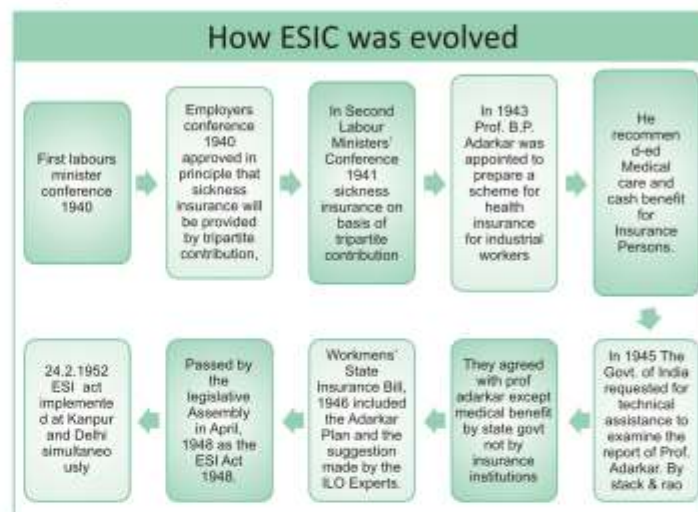 How ESIC was evolved
First labours
minister
conference
1940
Employers
conference
1940
approved in
principle that
sickness
insurance will
be provided
by tripartite
contribution,
In Second
Labour
Ministers'
Conference
1941
sickness
insurance on
basis of
tripartite
contribution
In 1943
Prof. B.P.
Adarkar was
appointed to
prepare a
scheme for
health
insurance
for industrial
workers
He
recommen
d-ed
Medical
care and
cash benefit
for
Insurance
Persons.
In 1945 The
Govt. of India
requested for
technical
assistance to
examine the
report of Prof.
Adarkar. By
stack & rao
They agreed
with prof
adarkar except
medical benefit
by state govt
not by
insurance
institutions
Workmens'
State
Insurance Bill,
1946 included
the Adarkar
Plan and the
suggestion
made by the
ILO Experts.
Passed by
the
legislative
Assembly
in April,
1948 as the
ESI Act
1948.
24.2.1952
ESI act
implemente
d at Kanpur
and Delhi
simultaneo
usly